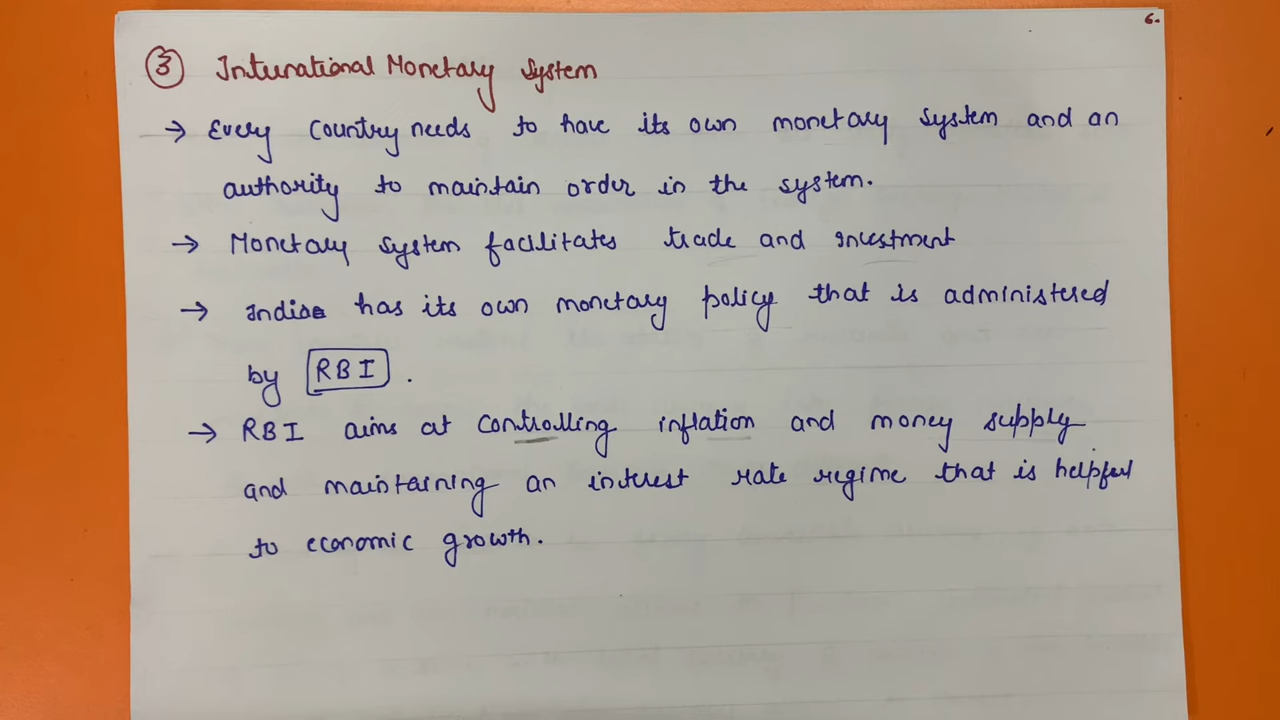 6.
③ International Monetary System
→ Every country needs to have its own monetary system and an
authority to maintain order in the system.
→ Monetary system facilitates trade and investment
→ India has its own monetary policy that is administered
by RBI.
→ RBI aims at controlling inflation and money supply
and maintaining an interest rate regime that is helpful
to economic growth.